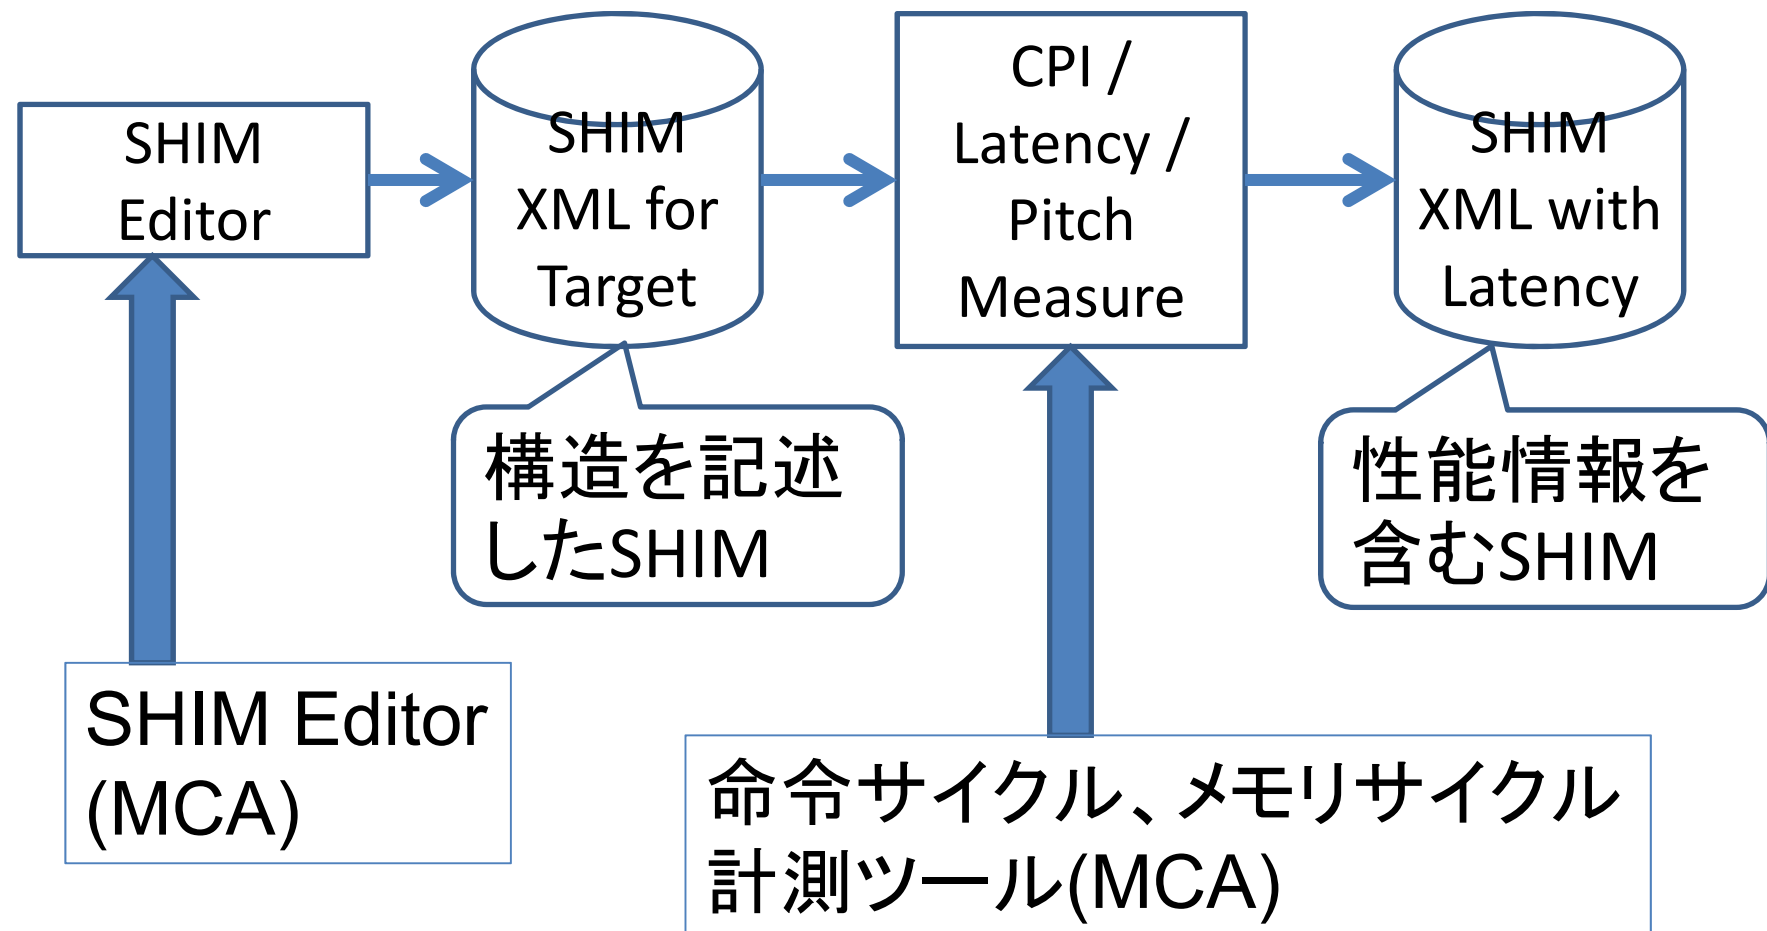 SHIM
Editor
SHIM
XML for
Target
CPI /
Latency /
Pitch
Measure
SHIM
XML with
Latency
構造を記述
したSHIM
性能情報を
含むSHIM
SHIM Editor
(MCA)
命令サイクル、メモリサイクル
計測ツール(MCA)